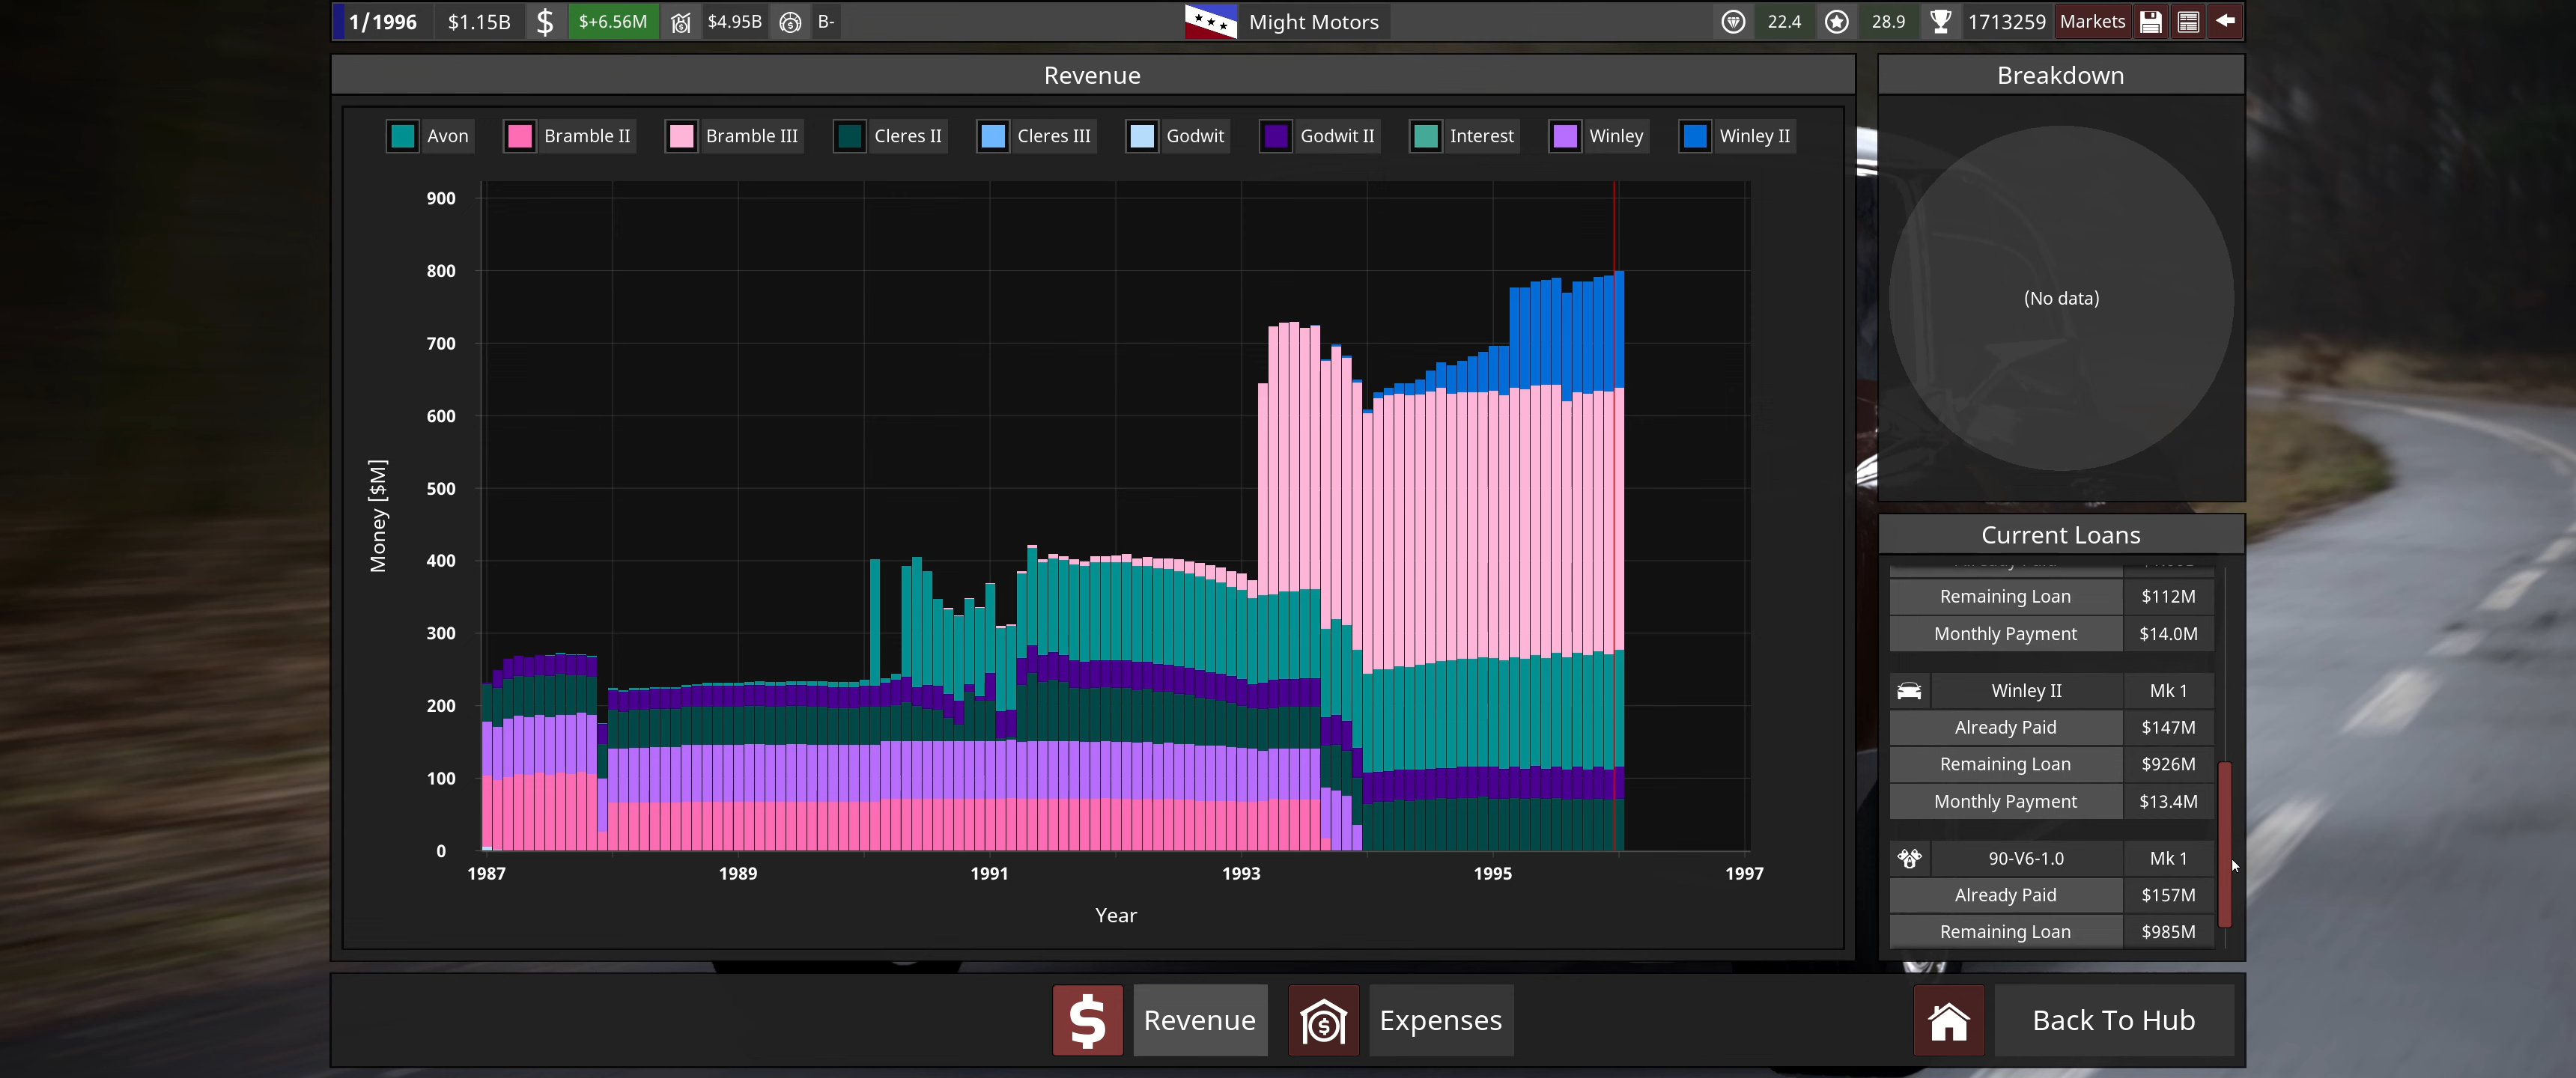 1/1996 $1.15B $+6.56M $4.95B B- Might Motors 22.4 28.9 1713259 Markets
Revenue
Avon Bramble II Bramble III Cleres II Cleres III Godwit Godwit II Interest Winley Winley II
900
800
700
600
500
400
300
200
100
0
Money [$M]
1987 1989 1991 1993 1995 1997
Year
Breakdown
(No data)
Current Loans
Already Paid
Remaining Loan $112M
Monthly Payment $14.0M
Winley II Mk 1
Already Paid $147M
Remaining Loan $926M
Monthly Payment $13.4M
90-V6-1.0 Mk 1
Already Paid $157M
Remaining Loan $985M
$ Revenue Expenses Back To Hub